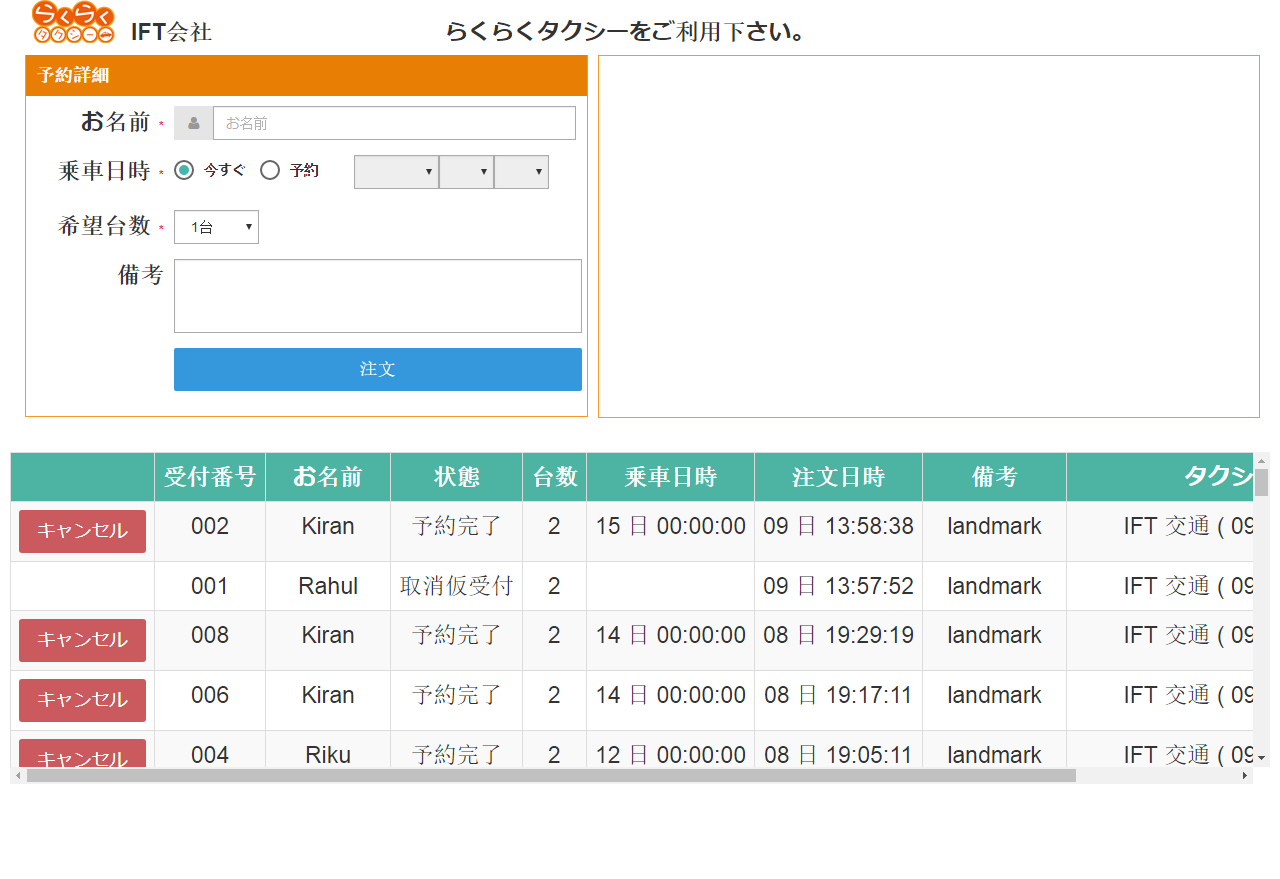 らくらく
タクシー
IFT会社
らくらくタクシーをご利用下さい。
予約詳細
お名前 * お名前
乗車日時 * 今すぐ 予約
希望台数 * 1台
備考
注文
受付番号 お名前 状態 台数 乗車日時 注文日時 備考 タクシ
キャンセル 002 Kiran 予約完了 2 15 日 00:00:00 09 日 13:58:38 landmark IFT 交通 ( 09
001 Rahul 取消仮受付 2 09 日 13:57:52 landmark IFT 交通 ( 09
キャンセル 008 Kiran 予約完了 2 14 日 00:00:00 08 日 19:29:19 landmark IFT 交通 ( 09
キャンセル 006 Kiran 予約完了 2 14 日 00:00:00 08 日 19:17:11 landmark IFT 交通 ( 09
キャンセル 004 Riku 予約完了 2 12 日 00:00:00 08 日 19:05:11 landmark IFT 交通 ( 09